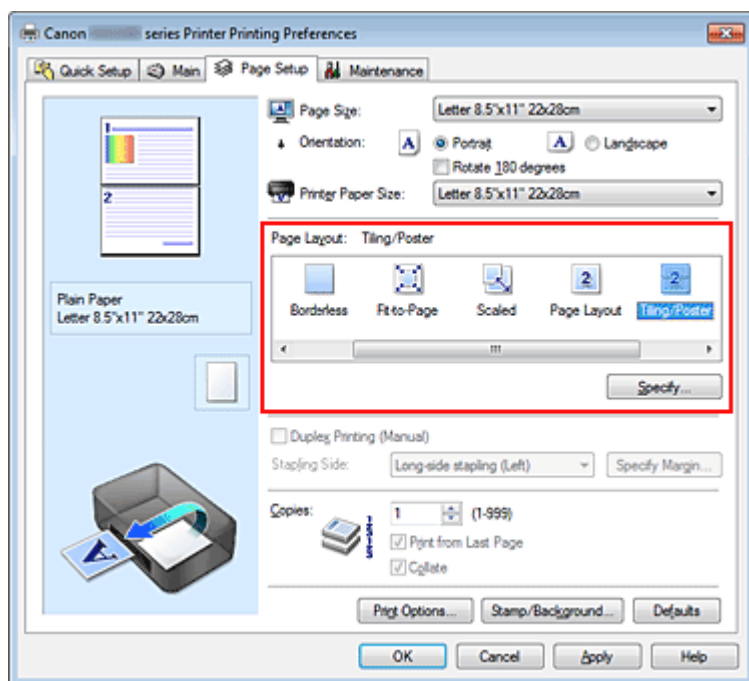 Canon series Printer Printing Preferences
Quick Setup Main Page Setup Maintenance
1
2
Plain Paper
Letter 8.5"x11" 22x28cm
Page Size: Letter 8.5"x11" 22x28cm
Orientation: A Portrait A Landscape
Rotate 180 degrees
Printer Paper Size: Letter 8.5"x11" 22x28cm
Page Layout: Tiling/Poster
2 2
Borderless Fit-to-Page Scaled Page Layout Tiling/Poster
Specify...
Duplex Printing (Manual)
Stapling Side: Long-side stapling (Left) Specify Margin...
Copies: 1 (1-999)
Print from Last Page
Collate
A
Print Options... Stamp/Background... Defaults
OK Cancel Apply Help